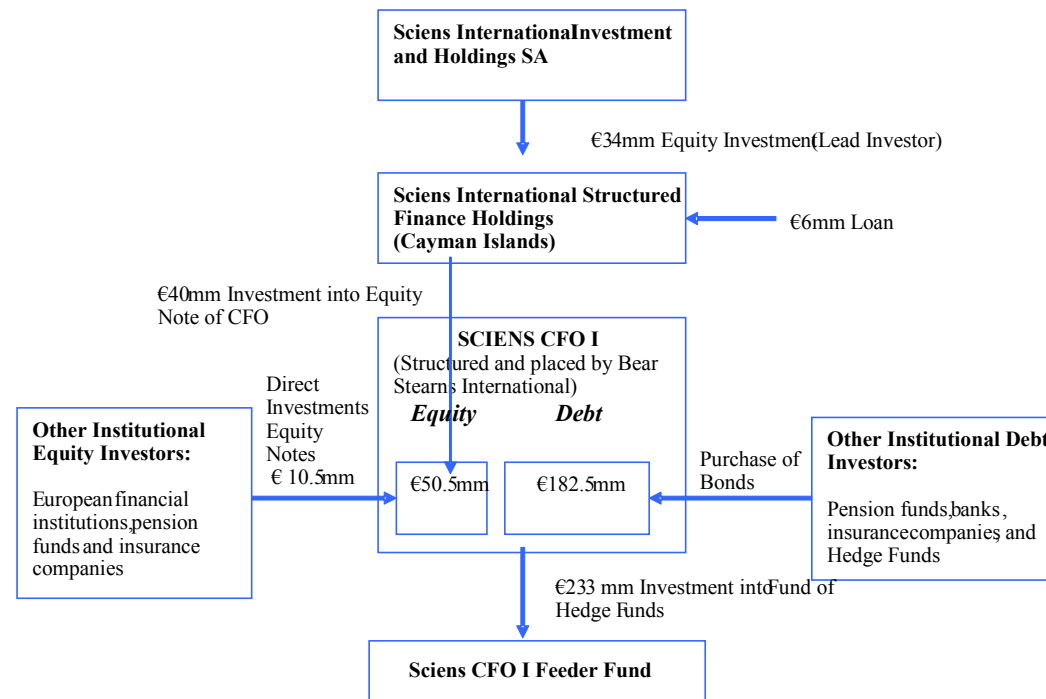 Sciens InternationalInvestment
and Holdings SA
€34mm Equity Investment(Lead Investor)
Sciens International Structured
Finance Holdings
(Cayman Islands)
€6mm Loan
€40mm Investment into Equity
Note of CFO
SCIENS CFO I
(Structured and placed by Bear
Stearns International)
Equity Debt
Direct
Investments
Equity
Notes
€ 10.5mm
Other Institutional
Equity Investors:
European financial
institutions,pension
funds and insurance
companies
€50.5mm
€182.5mm
Purchase of
Bonds
Other Institutional Debt
Investors:
Pension funds,banks,
insurance companies, and
Hedge Funds
€233 mm Investment into Fund of
Hedge Funds
Sciens CFO I Feeder Fund